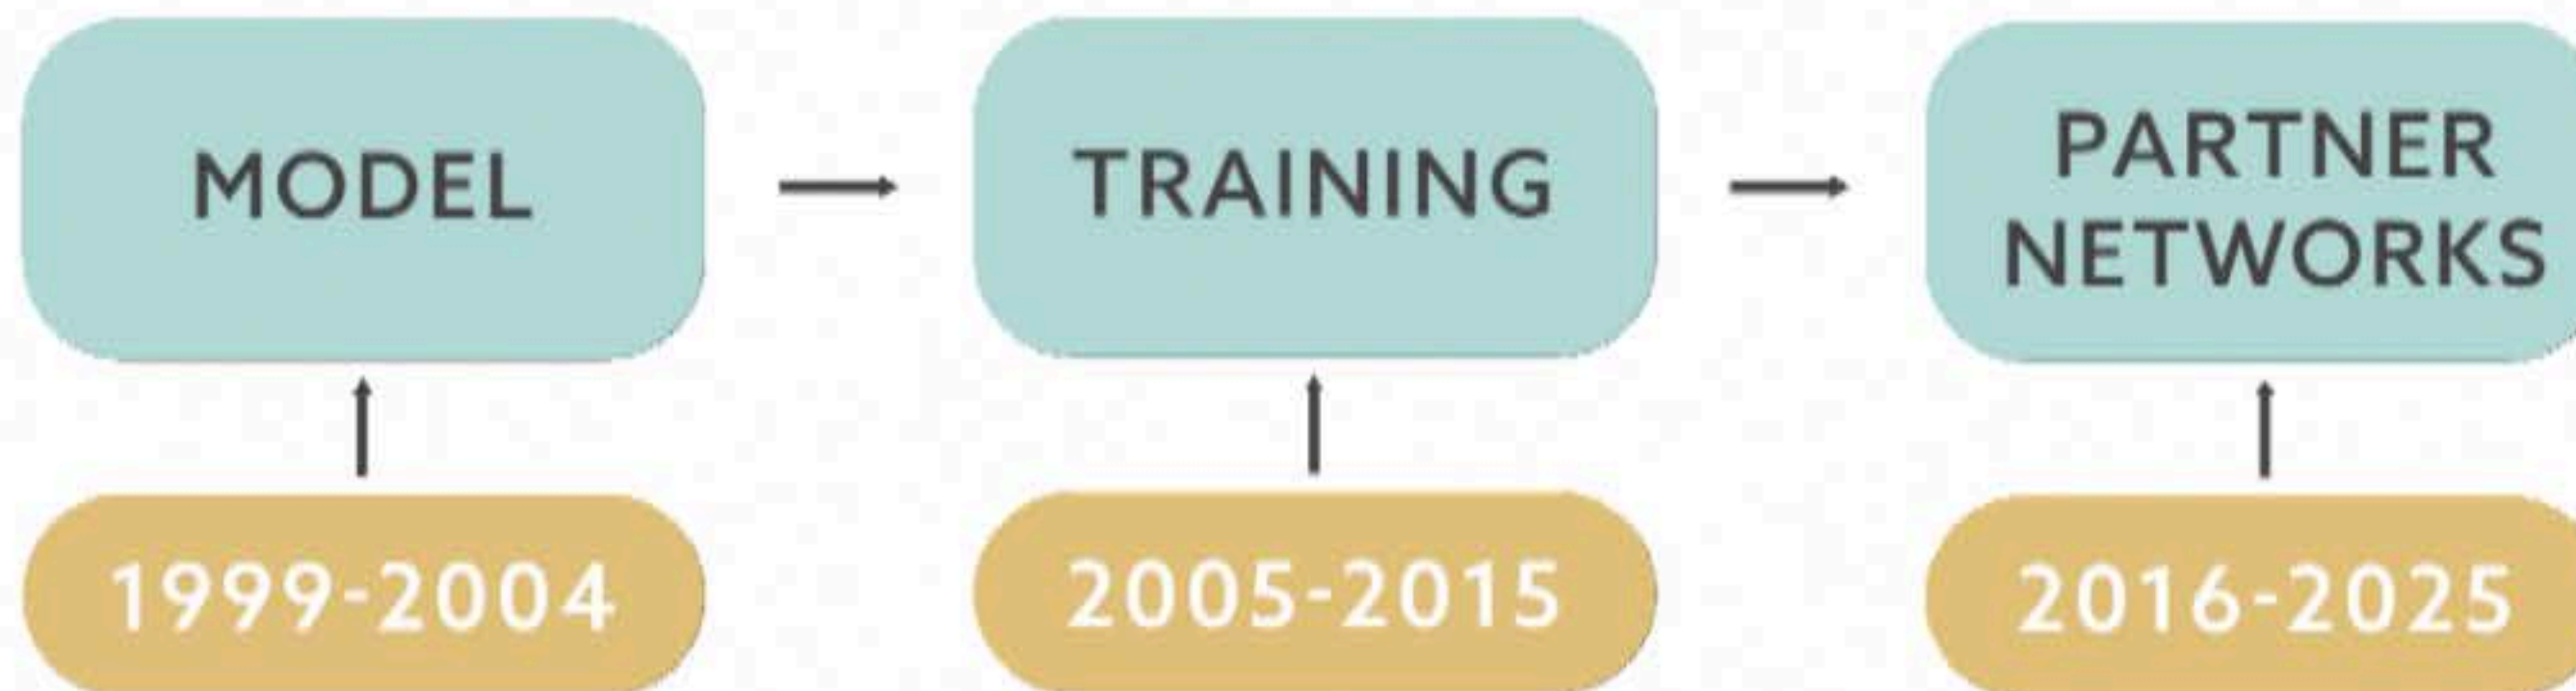 MODEL
TRAINING
PARTNER
NETWORKS
1999-2004
2005-2015
2016-2025